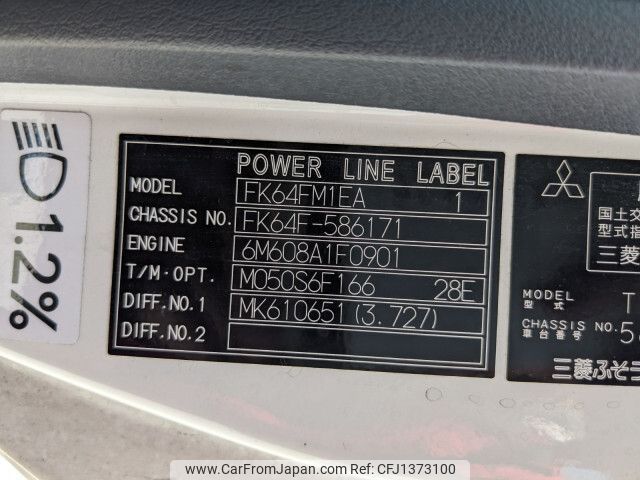 1.2%
POWER LINE LABEL
MODEL FK64FM1EA 1
CHASSIS NO. FK64F-586171
ENGINE 6M608A1F0901
T/M·OPT. M050S6F166 28E
DIFF.NO.1 MK610651(3.727)
DIFF.NO.2
国土交
型式指
三菱
MODEL T
型式
CHASSIS NO. 58
車台番号
三菱ふそう
www.CarFromJapan.com - CFJ1373100